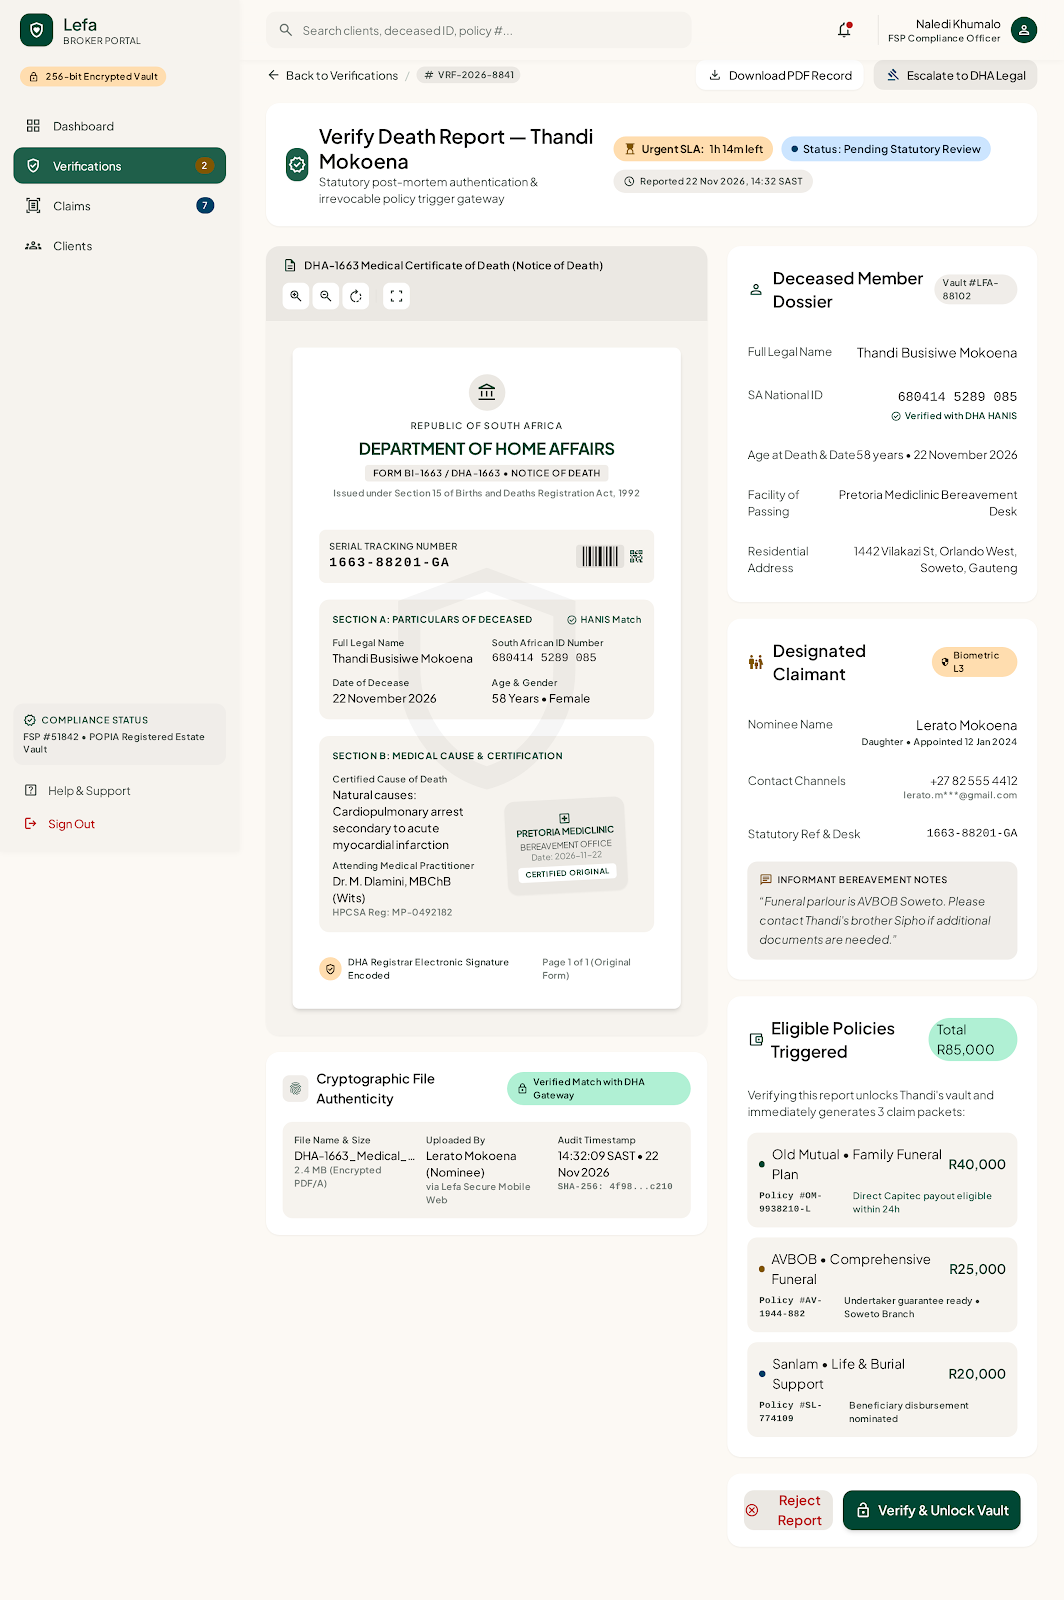 Lefa
BROKER PORTAL
256-bit Encrypted Vault
Dashboard
Verifications 2
Claims 7
Clients
COMPLIANCE STATUS
FSP #51842 • POPIA Registered Estate
Vault
Help & Support
Sign Out
Search clients, deceased ID, policy #...
Naledi Khumalo
FSP Compliance Officer
Back to Verifications / # VRF-2026-8841
Download PDF Record
Escalate to DHA Legal
Verify Death Report — Thandi
Mokoena
Statutory post-mortem authentication &
irrevocable policy trigger gateway
Urgent SLA: 1h 14m left
Status: Pending Statutory Review
Reported 22 Nov 2026, 14:32 SAST
DHA-1663 Medical Certificate of Death (Notice of Death)
REPUBLIC OF SOUTH AFRICA
DEPARTMENT OF HOME AFFAIRS
FORM BI-1663 / DHA-1663 • NOTICE OF DEATH
Issued under Section 15 of Births and Deaths Registration Act, 1992
SERIAL TRACKING NUMBER
1663-88201-GA
SECTION A: PARTICULARS OF DECEASED
HANIS Match
Full Legal Name
Thandi Busisiwe Mokoena
South African ID Number
680414 5289 085
Date of Decease
22 November 2026
Age & Gender
58 Years • Female
SECTION B: MEDICAL CAUSE & CERTIFICATION
Certified Cause of Death
Natural causes:
Cardiopulmonary arrest
secondary to acute
myocardial infarction
Attending Medical Practitioner
Dr. M. Dlamini, MBChB
(Wits)
HPCSA Reg: MP-0492182
PRETORIA MEDICLINIC
BEREAVEMENT OFFICE
Date: 2026-11-22
CERTIFIED ORIGINAL
DHA Registrar Electronic Signature
Encoded
Page 1 of 1 (Original
Form)
Cryptographic File
Authenticity
Verified Match with DHA
Gateway
File Name & Size
DHA-1663_Medical_...
2.4 MB (Encrypted
PDF/A)
Uploaded By
Lerato Mokoena
(Nominee)
via Lefa Secure Mobile
Web
Audit Timestamp
14:32:09 SAST • 22
Nov 2026
SHA-256: 4f98...c210
Deceased Member
Dossier
Vault #LFA-
88102
Full Legal Name
Thandi Busisiwe Mokoena
SA National ID
680414 5289 085
Verified with DHA HANIS
Age at Death & Date
58 years • 22 November 2026
Facility of
Passing
Pretoria Mediclinic Bereavement
Desk
Residential
Address
1442 Vilakazi St, Orlando West,
Soweto, Gauteng
Designated
Claimant
Biometric
L3
Nominee Name
Lerato Mokoena
Daughter • Appointed 12 Jan 2024
Contact Channels
+27 82 555 4412
lerato.m***@gmail.com
Statutory Ref & Desk
1663-88201-GA
INFORMANT BEREAVEMENT NOTES
"Funeral parlour is AVBOB Soweto. Please
contact Thandi's brother Sipho if additional
documents are needed."
Eligible Policies
Triggered
Total
R85,000
Verifying this report unlocks Thandi's vault and
immediately generates 3 claim packets:
Old Mutual • Family Funeral
Plan
R40,000
Policy #OM-
9938210-L
Direct Capitec payout eligible
within 24h
AVBOB • Comprehensive
Funeral
R25,000
Policy #AV-
1944-882
Undertaker guarantee ready •
Soweto Branch
Sanlam • Life & Burial
Support
R20,000
Policy #SL-
774109
Beneficiary disbursement
nominated
Reject
Report
Verify & Unlock Vault